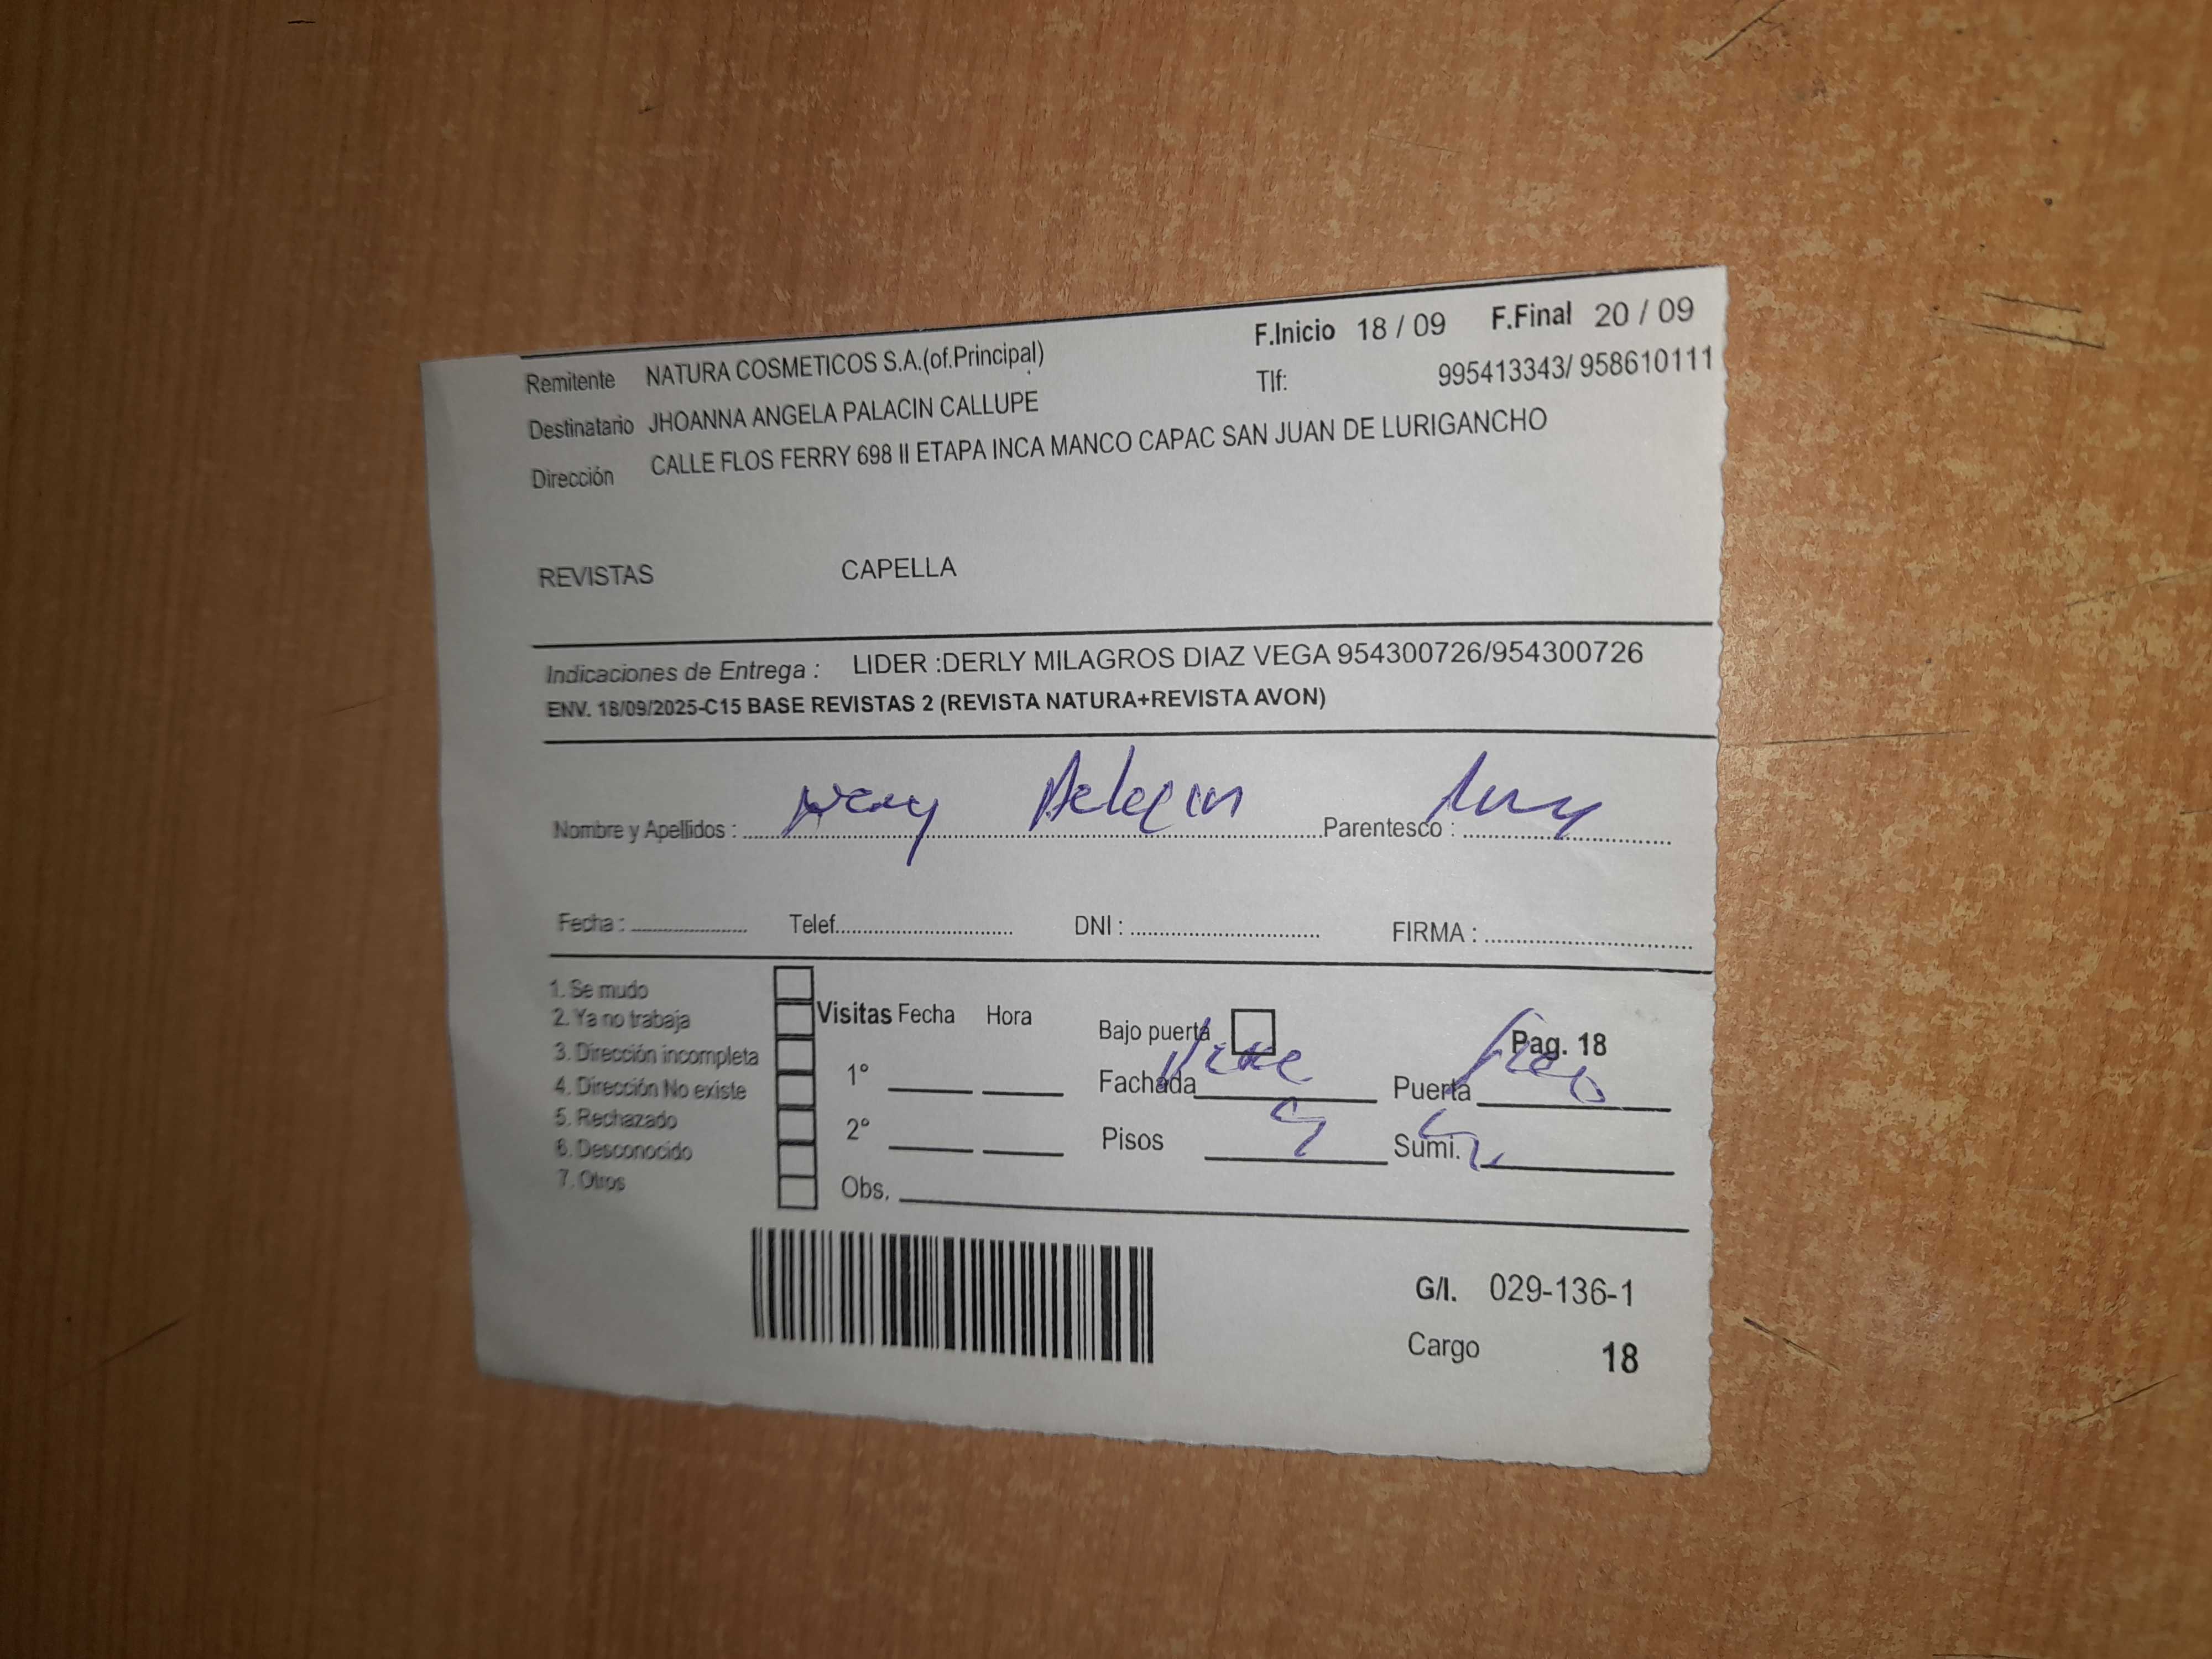 F.Inicio 18 / 09 F.Final 20 / 09
Remitente NATURA COSMETICOS S.A.(of.Principal)
Tlf: 995413343/ 958610111
Destinatario JHOANNA ANGELA PALACIN CALLUPE
Dirección CALLE FLOS FERRY 698 II ETAPA INCA MANCO CAPAC SAN JUAN DE LURIGANCHO
REVISTAS CAPELLA
Indicaciones de Entrega : LIDER :DERLY MILAGROS DIAZ VEGA 954300726/954300726
ENV. 18/09/2025-C15 BASE REVISTAS 2 (REVISTA NATURA+REVISTA AVON)
Nombre y Apellidos : Parentesco :
Fecha : Telef. DNI : FIRMA :
1. Se mudo
2. Ya no trabaja
3. Dirección incompleta
4. Dirección No existe
5. Rechazado
6. Desconocido
7. Otros
Visitas Fecha Hora
1°
2°
Obs.
Bajo puerta Pag. 18
Fachada Puerta
Pisos Sumi.
G/I. 029-136-1
Cargo 18